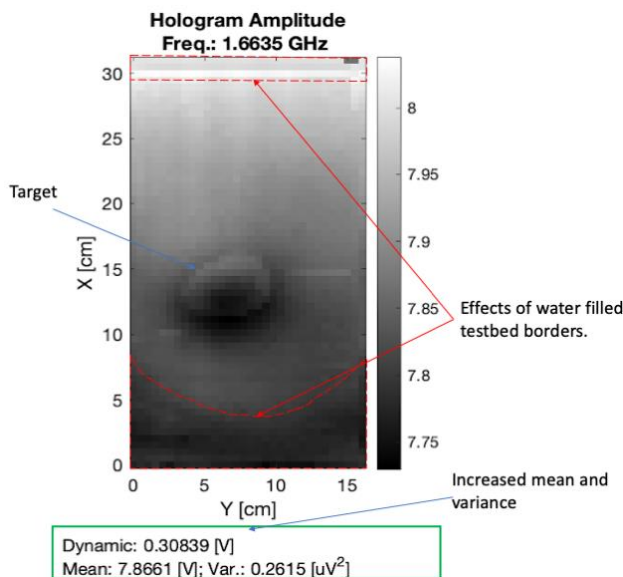 Hologram Amplitude
Freq.: 1.6635 GHz
30
25
20
15
10
5
0
X [cm]
0
5
10
15
Y [cm]
8
7.95
7.9
7.85
7.8
7.75
Target
Effects of water filled
testbed borders.
Increased mean and
variance
Dynamic: 0.30839 [V]
Mean: 7.8661 [V]; Var.: 0.2615 [uV²]